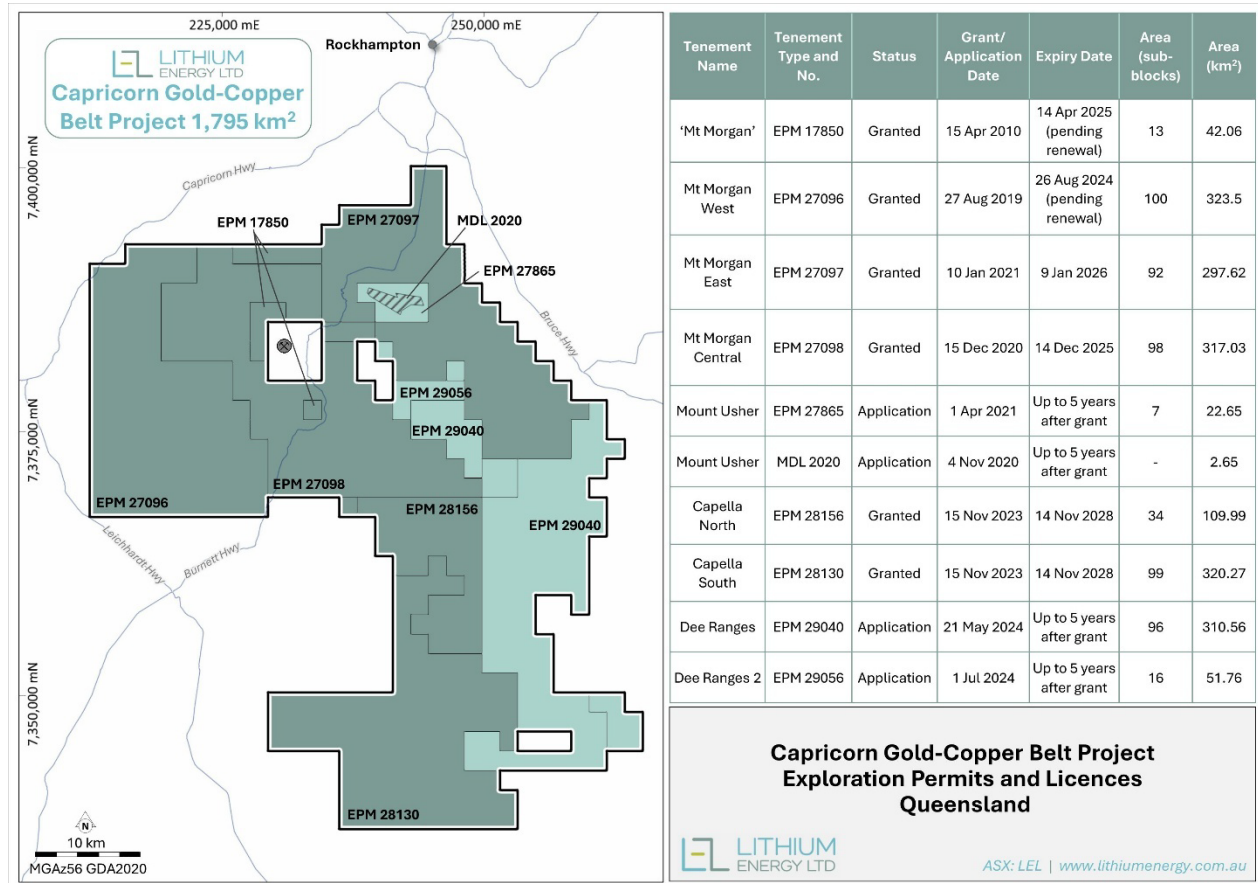 225,000 mE
250,000 mE
Rockhampton
LITHIUM
ENERGY LTD
Capricorn Gold-Copper
Belt Project 1,795 km²
7,400,000 mN
7,375,000 mN
7,350,000 mN
Capricorn Hwy
EPM 17850
EPM 27097
MDL 2020
EPM 27865
Bruce Hwy
EPM 29056
EPM 29040
EPM 27096
EPM 27098
EPM 28156
EPM 29040
Leichhardt Hwy
Burnett Hwy
EPM 28130
N
10 km
MGAz56 GDA2020
Tenement Name | Tenement Type and No. | Status | Grant/ Application Date | Expiry Date | Area (sub-blocks) | Area (km²)
‘Mt Morgan’ | EPM 17850 | Granted | 15 Apr 2010 | 14 Apr 2025 (pending renewal) | 13 | 42.06
Mt Morgan West | EPM 27096 | Granted | 27 Aug 2019 | 26 Aug 2024 (pending renewal) | 100 | 323.5
Mt Morgan East | EPM 27097 | Granted | 10 Jan 2021 | 9 Jan 2026 | 92 | 297.62
Mt Morgan Central | EPM 27098 | Granted | 15 Dec 2020 | 14 Dec 2025 | 98 | 317.03
Mount Usher | EPM 27865 | Application | 1 Apr 2021 | Up to 5 years after grant | 7 | 22.65
Mount Usher | MDL 2020 | Application | 4 Nov 2020 | Up to 5 years after grant | - | 2.65
Capella North | EPM 28156 | Granted | 15 Nov 2023 | 14 Nov 2028 | 34 | 109.99
Capella South | EPM 28130 | Granted | 15 Nov 2023 | 14 Nov 2028 | 99 | 320.27
Dee Ranges | EPM 29040 | Application | 21 May 2024 | Up to 5 years after grant | 96 | 310.56
Dee Ranges 2 | EPM 29056 | Application | 1 Jul 2024 | Up to 5 years after grant | 16 | 51.76
Capricorn Gold-Copper Belt Project
Exploration Permits and Licences
Queensland
LITHIUM
ENERGY LTD
ASX: LEL | www.lithiumenergy.com.au